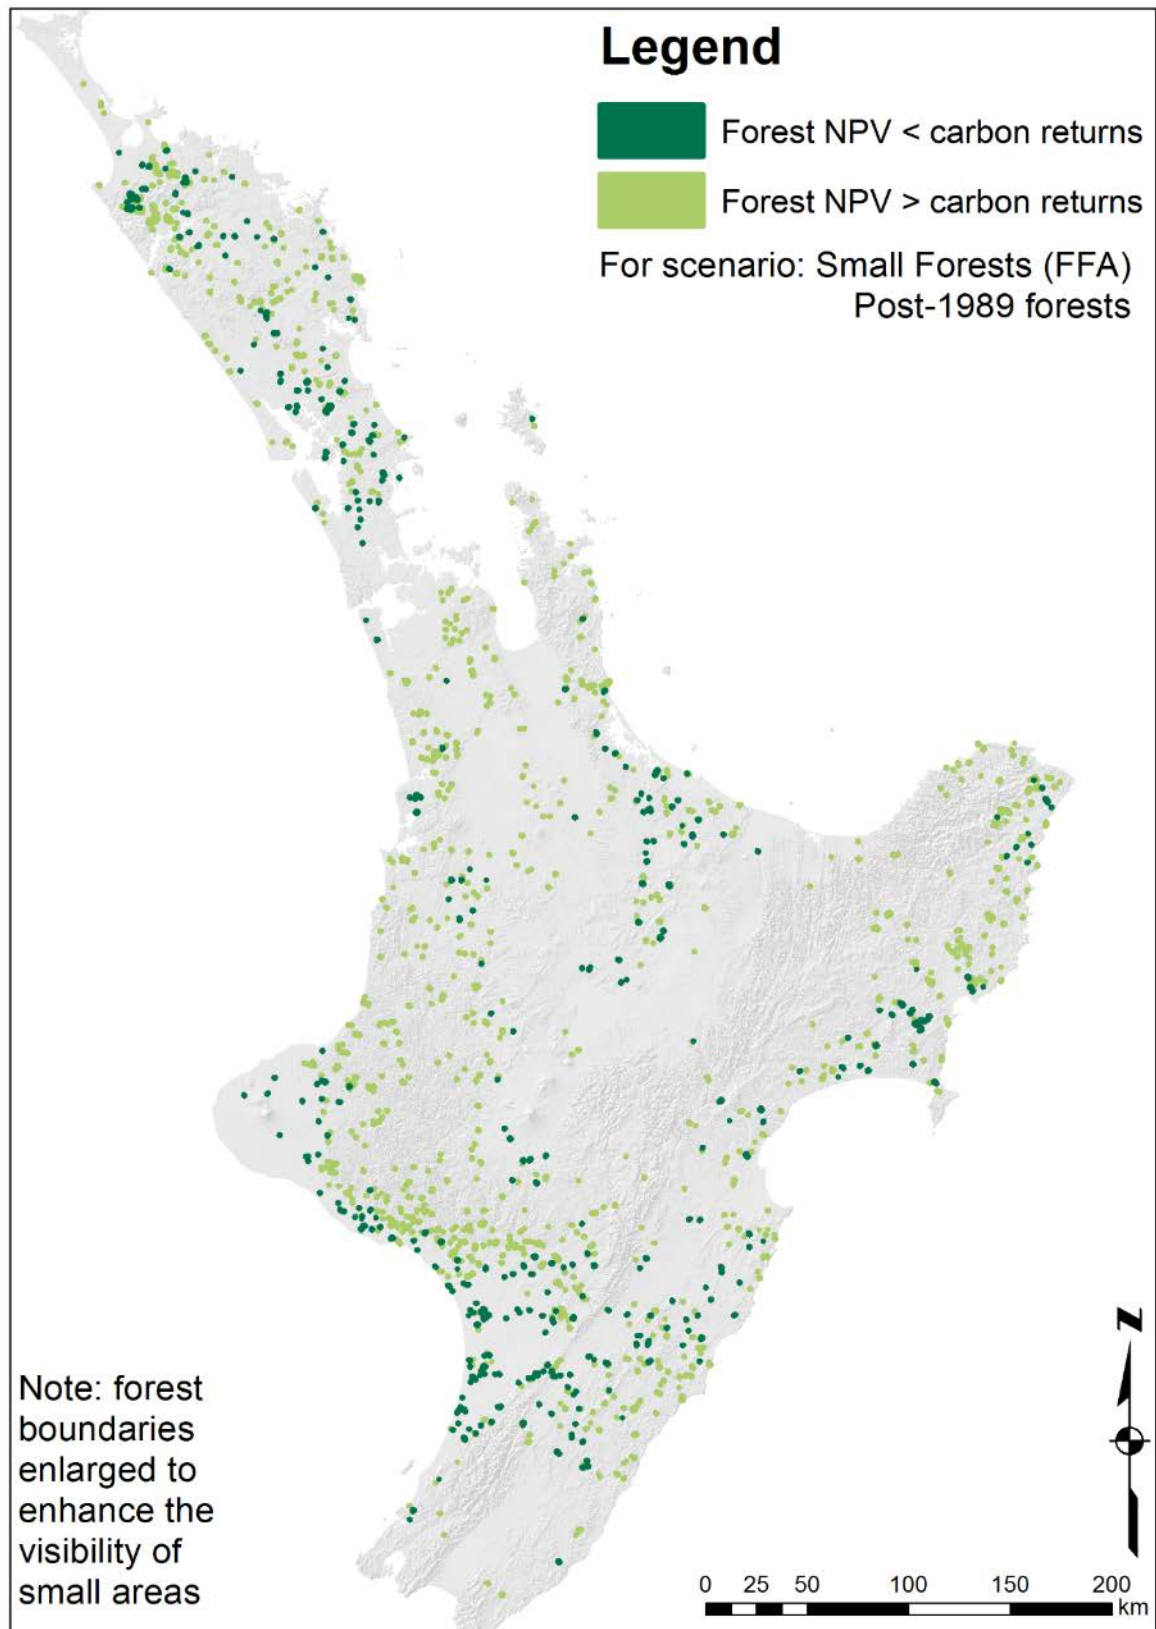 Legend
Forest NPV < carbon returns
Forest NPV > carbon returns
For scenario: Small Forests (FFA)
Post-1989 forests
N
Note: forest
boundaries
enlarged to
enhance the
visibility of
small areas
0 25 50 100 150 200
km